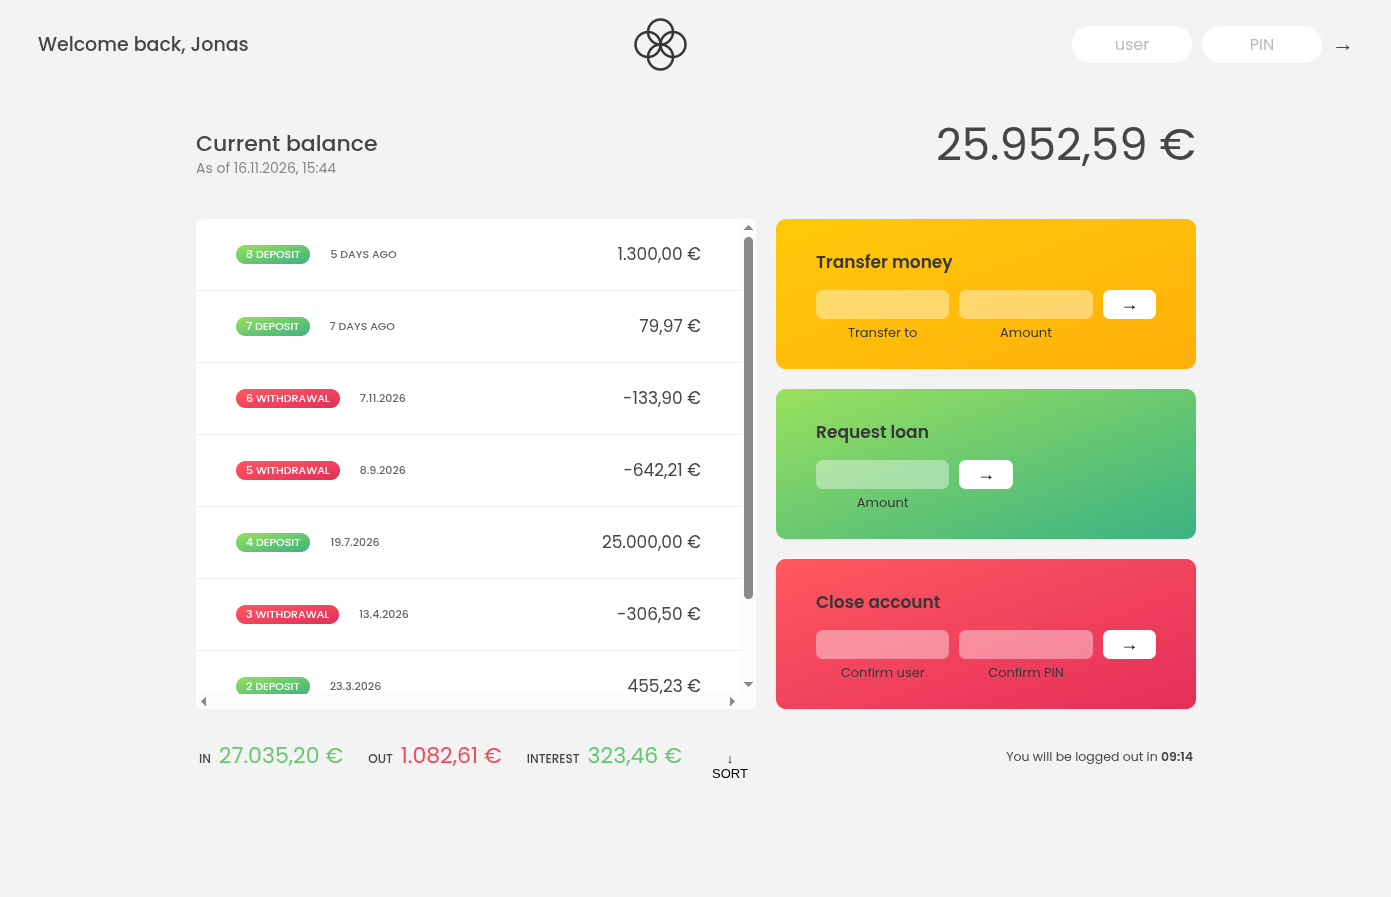 Welcome back, Jonas
user
PIN
→
Current balance
As of 16.11.2026, 15:44
25.952,59 €
8 DEPOSIT 5 DAYS AGO 1.300,00 €
7 DEPOSIT 7 DAYS AGO 79,97 €
6 WITHDRAWAL 7.11.2026 -133,90 €
5 WITHDRAWAL 8.9.2026 -642,21 €
4 DEPOSIT 19.7.2026 25.000,00 €
3 WITHDRAWAL 13.4.2026 -306,50 €
2 DEPOSIT 23.3.2026 455,23 €
Transfer money
→
Transfer to Amount
Request loan
→
Amount
Close account
→
Confirm user Confirm PIN
IN 27.035,20 € OUT 1.082,61 € INTEREST 323,46 €
↓
SORT
You will be logged out in 09:14